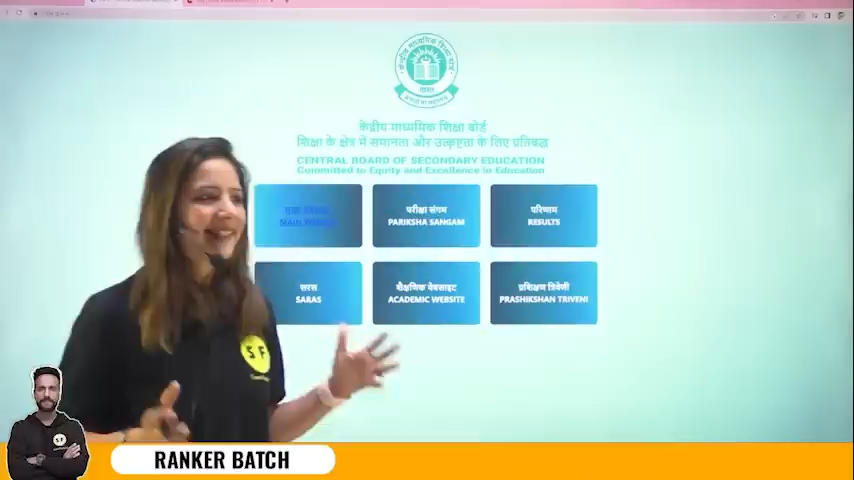 केंद्रीय माध्यमिक शिक्षा बोर्ड
शिक्षा के क्षेत्र में समानता और उत्कृष्टता के लिए प्रतिबद्ध
CENTRAL BOARD OF SECONDARY EDUCATION
Committed to Equity and Excellence in Education
MAIN
परीक्षा संगम
PARIKSHA SANGAM
परिणाम
RESULTS
सरस
SARAS
शैक्षणिक वेबसाइट
ACADEMIC WEBSITE
प्रशिक्षण त्रिवेणी
PRASHIKSHAN TRIVENI
S F
RANKER BATCH